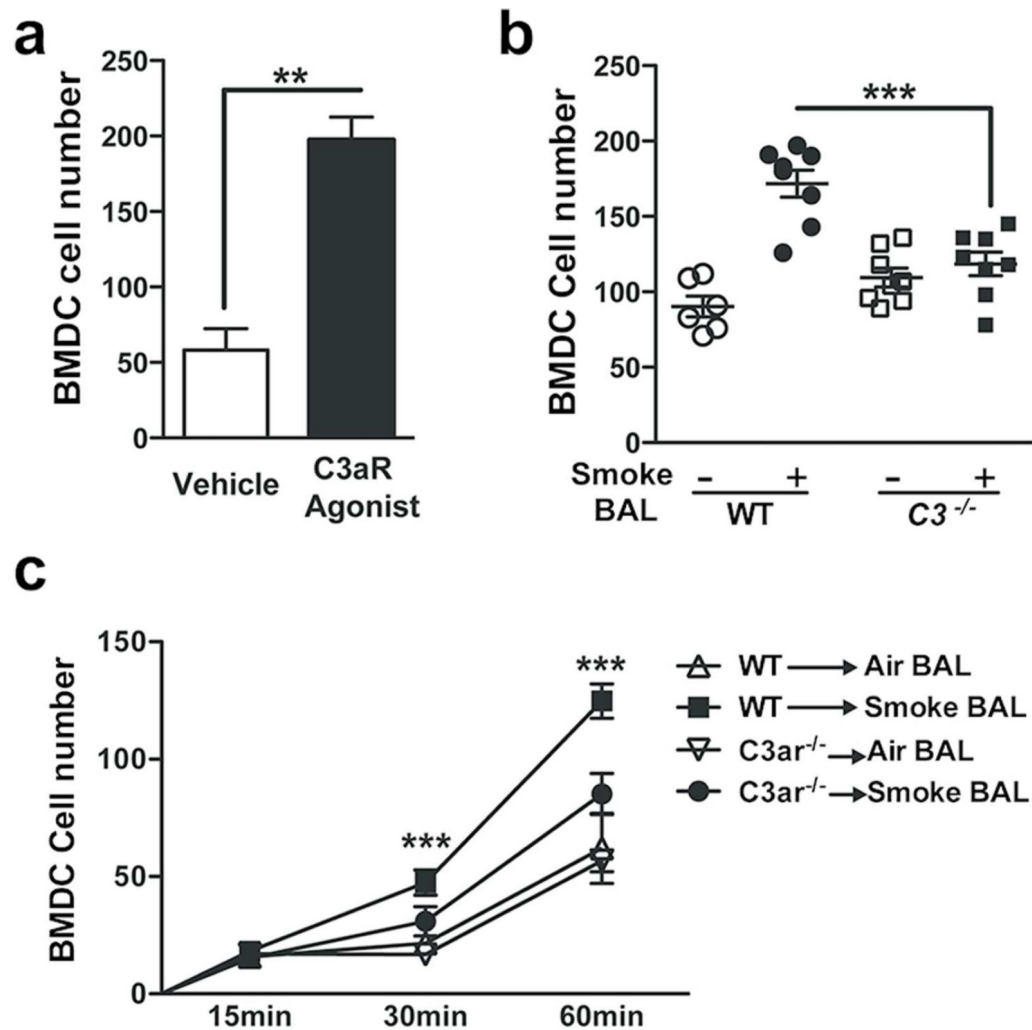 a
BMDC cell number
250
200
150
100
50
0
**
Vehicle
C3aR
Agonist
b
BMDC Cell number
250
200
150
100
50
0
***
Smoke
BAL
- + - +
WT C3 -/-
c
BMDC Cell number
150
100
50
0
***
***
15min 30min 60min
WT → Air BAL
WT → Smoke BAL
C3ar-/- → Air BAL
C3ar-/- → Smoke BAL